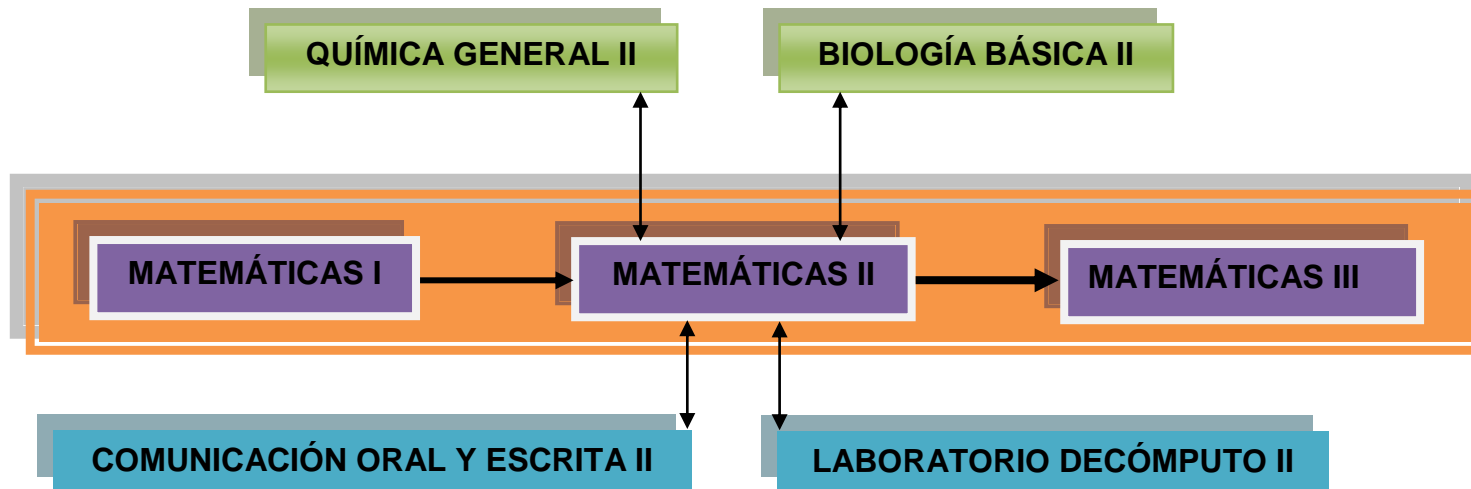 QUÍMICA GENERAL II
BIOLOGÍA BÁSICA II
MATEMÁTICAS I
MATEMÁTICAS II
MATEMÁTICAS III
COMUNICACIÓN ORAL Y ESCRITA II
LABORATORIO DECÓMPUTO II